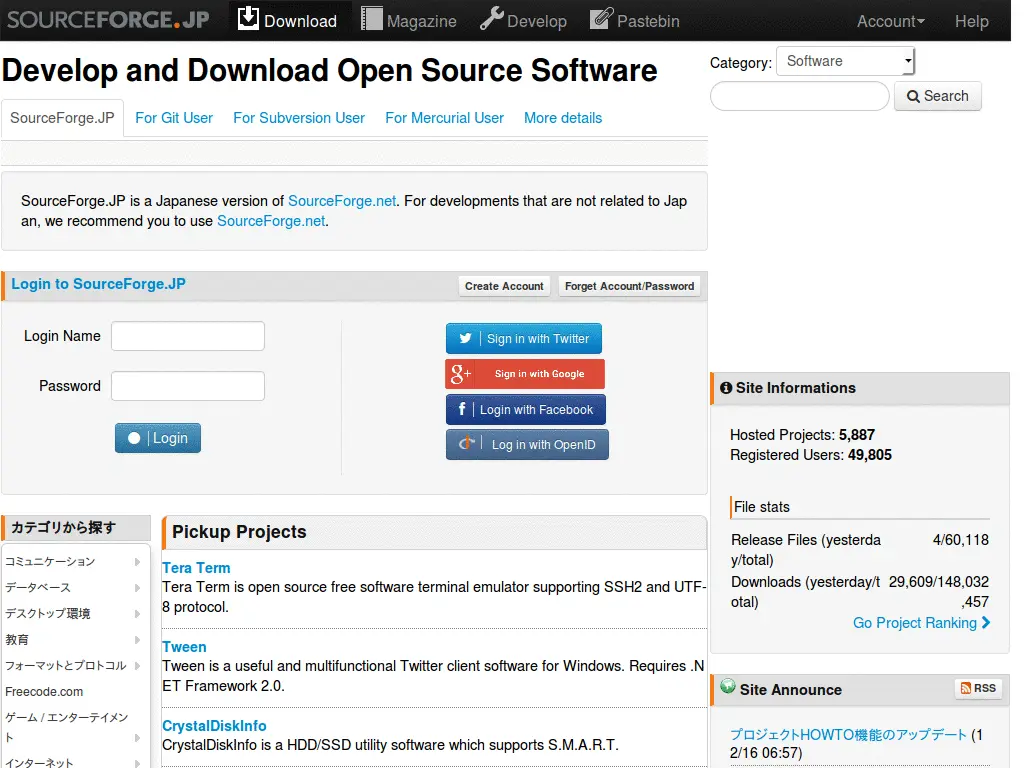 SOURCEFORGE.JP Download Magazine Develop Pastebin Account Help
Develop and Download Open Source Software
Category: Software
Search
SourceForge.JP For Git User For Subversion User For Mercurial User More details
SourceForge.JP is a Japanese version of SourceForge.net. For developments that are not related to Jap
an, we recommend you to use SourceForge.net.
Login to SourceForge.JP Create Account Forget Account/Password
Login Name
Password
Login
Sign in with Twitter
Sign in with Google
Login with Facebook
Log in with OpenID
Site Informations
Hosted Projects: 5,887
Registered Users: 49,805
File stats
Release Files (yesterda 4/60,118
y/total)
Downloads (yesterday/t 29,609/148,032
otal) ,457
Go Project Ranking
カテゴリから探す
コミュニケーション
データベース
デスクトップ環境
教育
フォーマットとプロトコル
Freecode.com
ゲーム / エンターテイメン
ト
インターネット
Pickup Projects
Tera Term
Tera Term is open source free software terminal emulator supporting SSH2 and UTF-
8 protocol.
Tween
Tween is a useful and multifunctional Twitter client software for Windows. Requires .N
ET Framework 2.0.
CrystalDiskInfo
CrystalDiskInfo is a HDD/SSD utility software which supports S.M.A.R.T.
Site Announce RSS
プロジェクトHOWTO機能のアップデート (1
2/16 06:57)